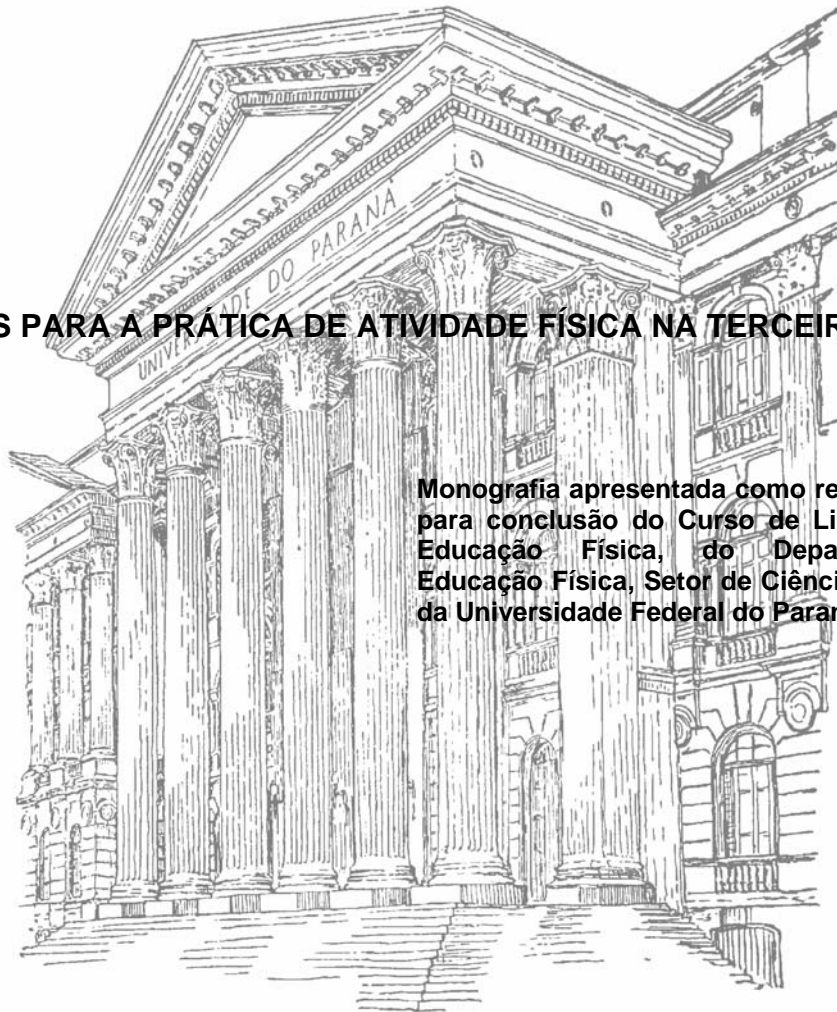 UNIVERSIDADE DO PARANÁ
S PARA A PRÁTICA DE ATIVIDADE FÍSICA NA TERCEIR
Monografia apresentada como re
para conclusão do Curso de Li
Educação Física, do Depa
Educação Física, Setor de Ciênci
da Universidade Federal do Paran